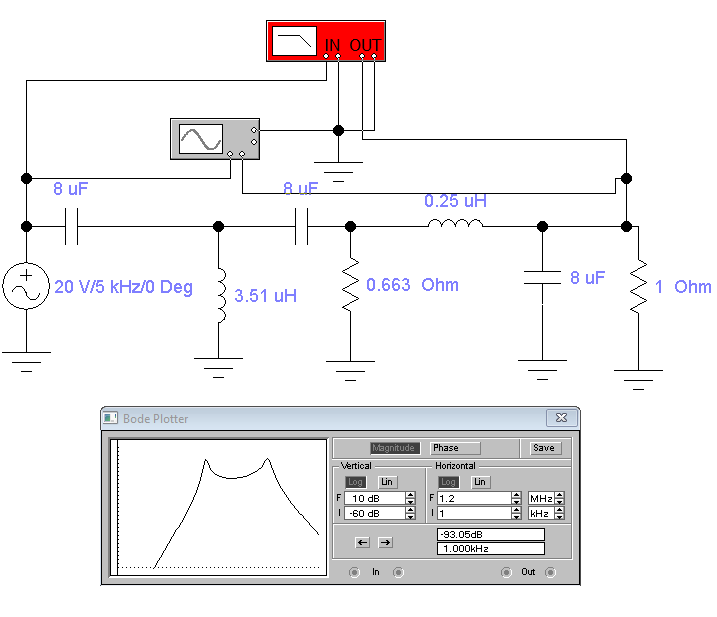 IN OUT
8 uF
8 uF
0.25 uH
20 V/5 kHz/0 Deg
3.51 uH
0.663 Ohm
8 uF
1 Ohm
Bode Plotter
Magnitude Phase Save
Vertical Horizontal
Log Lin Log Lin
F 10 dB F 1.2 MHz
I -60 dB I 1 kHz
-93.05dB
1.000kHz
In Out